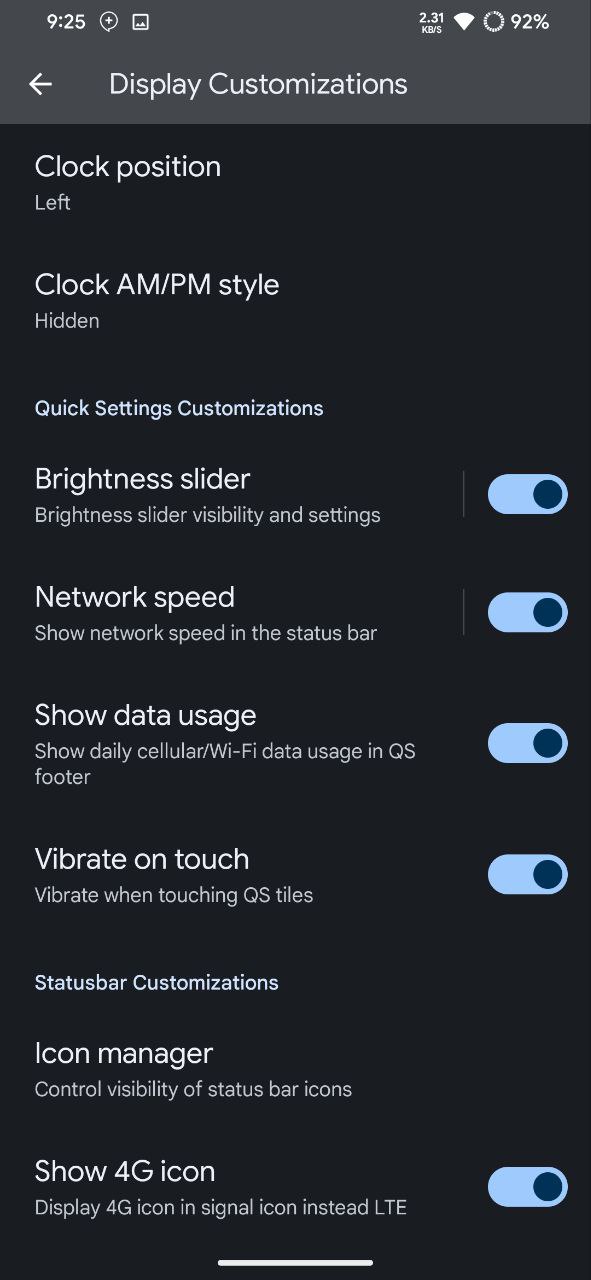 9:25
2.31
KB/S
92%
Display Customizations
Clock position
Left
Clock AM/PM style
Hidden
Quick Settings Customizations
Brightness slider
Brightness slider visibility and settings
Network speed
Show network speed in the status bar
Show data usage
Show daily cellular/Wi-Fi data usage in QS
footer
Vibrate on touch
Vibrate when touching QS tiles
Statusbar Customizations
Icon manager
Control visibility of status bar icons
Show 4G icon
Display 4G icon in signal icon instead LTE